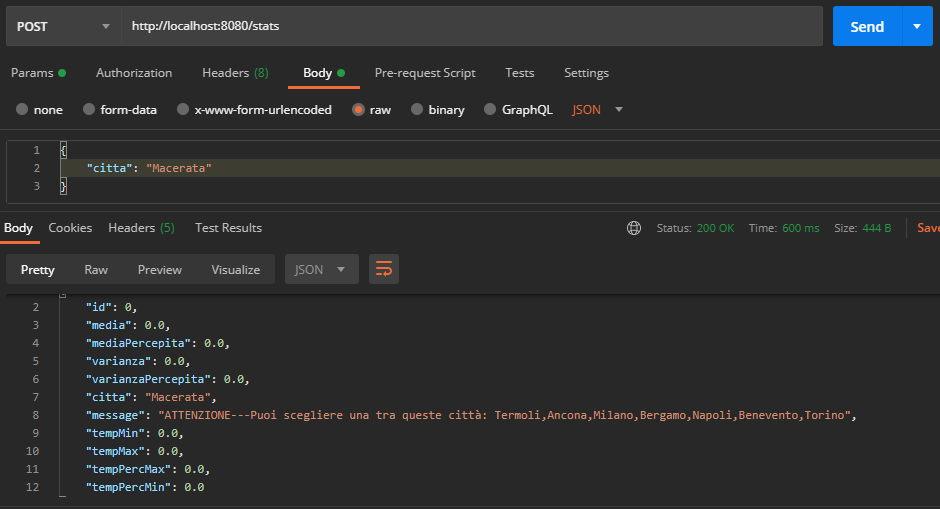 POST http://localhost:8080/stats Send
Params Authorization Headers (8) Body Pre-request Script Tests Settings
none form-data x-www-form-urlencoded raw binary GraphQL JSON
1 {
2 "citta": "Macerata"
3 }
Body Cookies Headers (5) Test Results Status: 200 OK Time: 600 ms Size: 444 B Save
Pretty Raw Preview Visualize JSON
2 "id": 0,
3 "media": 0.0,
4 "mediaPercepita": 0.0,
5 "varianza": 0.0,
6 "varianzaPercepita": 0.0,
7 "citta": "Macerata",
8 "message": "ATTENZIONE---Puoi scegliere una tra queste città: Termoli,Ancona,Milano,Bergamo,Napoli,Benevento,Torino",
9 "tempMin": 0.0,
10 "tempMax": 0.0,
11 "tempPercMax": 0.0,
12 "tempPercMin": 0.0